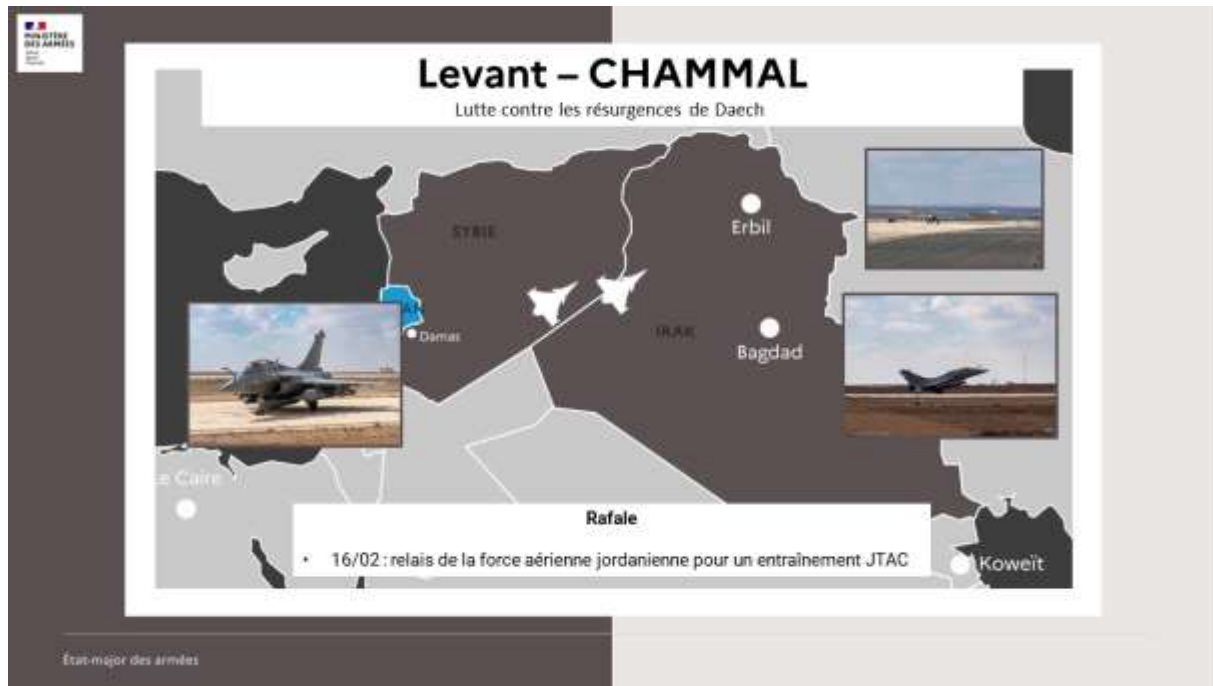 MINISTÈRE
DES ARMÉES
Levant – CHAMMAL
Lutte contre les résurgences de Daech
SYRIE
Erbil
Damas
IRAK
Bagdad
Le Caire
Rafale
• 16/02 : relais de la force aérienne jordanienne pour un entraînement JTAC
Koweït
État-major des armées